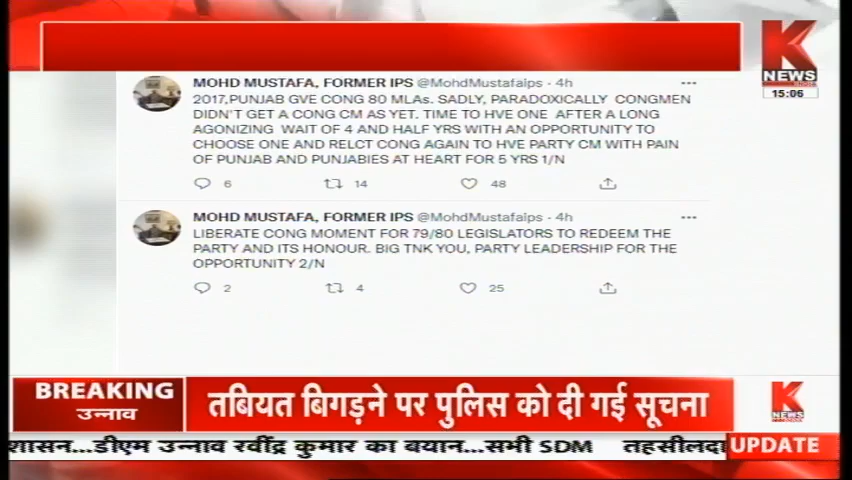 K
NEWS
INDIA
15:06
MOHD MUSTAFA, FORMER IPS @MohdMustafaips · 4h
2017,PUNJAB GVE CONG 80 MLAs. SADLY, PARADOXICALLY CONGMEN
DIDN'T GET A CONG CM AS YET. TIME TO HVE ONE AFTER A LONG
AGONIZING WAIT OF 4 AND HALF YRS WITH AN OPPORTUNITY TO
CHOOSE ONE AND RELCT CONG AGAIN TO HVE PARTY CM WITH PAIN
OF PUNJAB AND PUNJABIES AT HEART FOR 5 YRS 1/N
6 14 48
MOHD MUSTAFA, FORMER IPS @MohdMustafaips · 4h
LIBERATE CONG MOMENT FOR 79/80 LEGISLATORS TO REDEEM THE
PARTY AND ITS HONOUR. BIG TNK YOU, PARTY LEADERSHIP FOR THE
OPPORTUNITY 2/N
2 4 25
BREAKING
उन्नाव
तबियत बिगड़ने पर पुलिस को दी गई सूचना
K
NEWS
शासन...डीएम उन्नाव रवींद्र कुमार का बयान...सभी SDM तहसीलदा
UPDATE